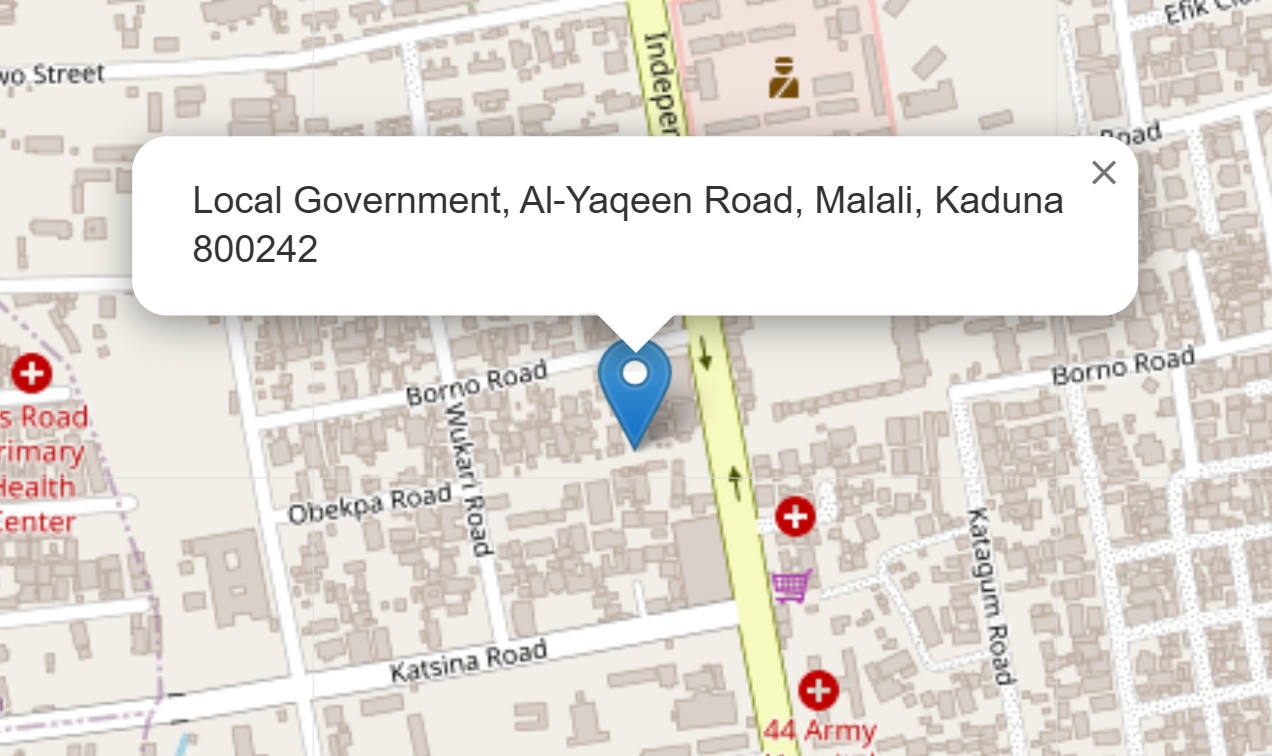 Efik
wo Street
Indepen
Road
Local Government, Al-Yaqeen Road, Malali, Kaduna
800242
Borno Road
Borno Road
s Road
rimary
Health
Center
Wukari Road
Obekpa Road
Katagum Road
Katsina Road
44 Army